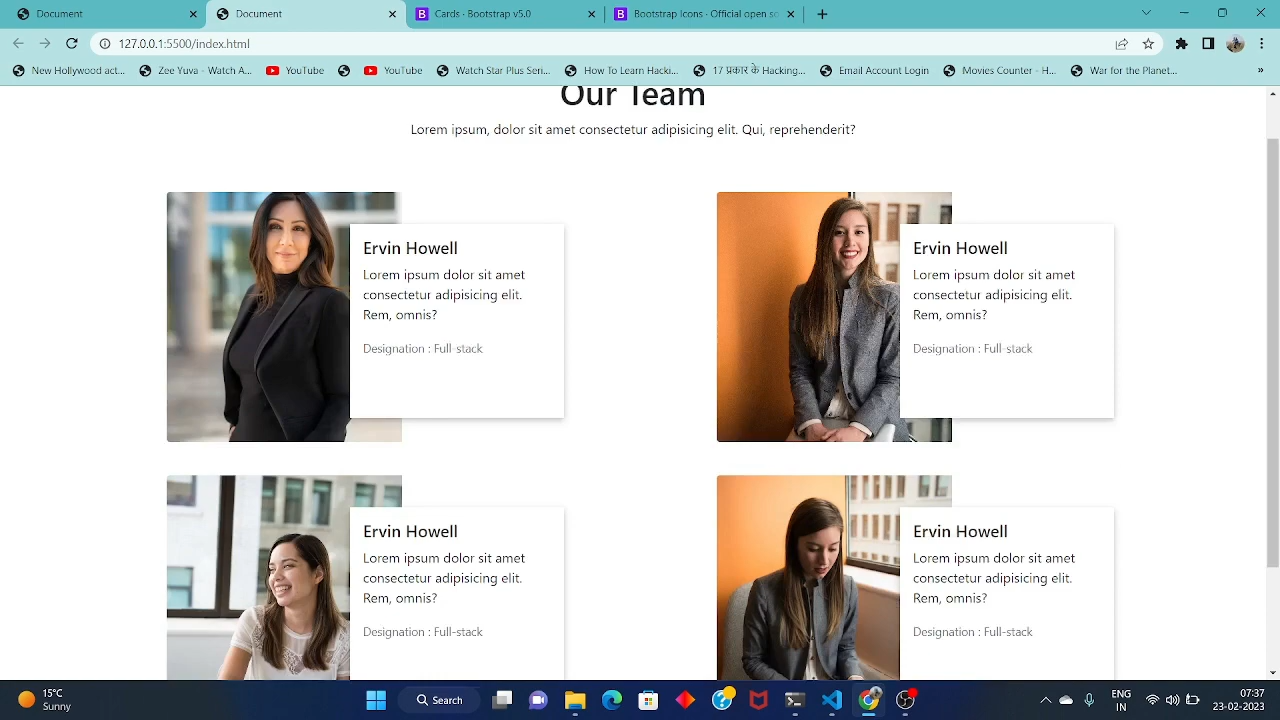 Document
Document
Cards · Bootstrap v5.0
Bootstrap Icons · Official open sc
127.0.0.1:5500/index.html
New Hollywood act...
Zee Yuva - Watch A...
YouTube
YouTube
Watch Star Plus Seri...
How To Learn Hacki...
Hacking...
Email Account Login
Movies Counter - H...
War for the Planet...
»
Our Team
Lorem ipsum, dolor sit amet consectetur adipisicing elit. Qui, reprehenderit?
Ervin Howell
Lorem ipsum dolor sit amet
consectetur adipisicing elit.
Rem, omnis?
Designation : Full-stack
Ervin Howell
Lorem ipsum dolor sit amet
consectetur adipisicing elit.
Rem, omnis?
Designation : Full-stack
Ervin Howell
Lorem ipsum dolor sit amet
consectetur adipisicing elit.
Rem, omnis?
Designation : Full-stack
Ervin Howell
Lorem ipsum dolor sit amet
consectetur adipisicing elit.
Rem, omnis?
Designation : Full-stack
15°C
Sunny
Search
ENG
IN
07:37
23-02-2023